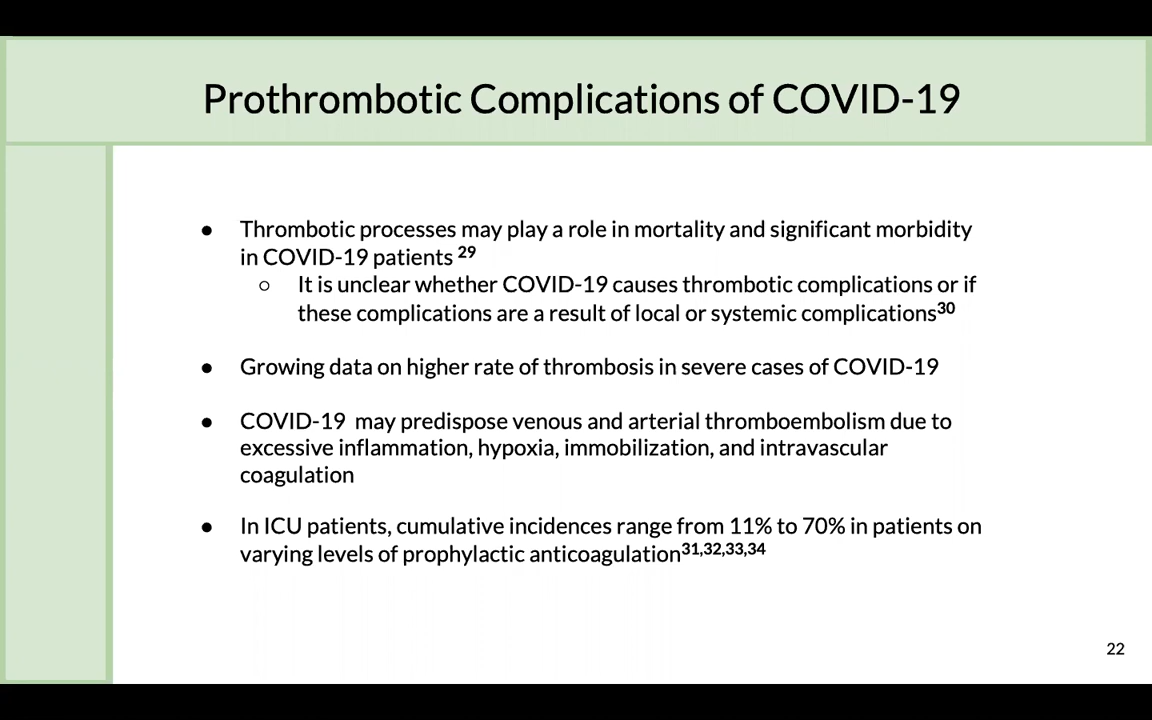 Prothrombotic Complications of COVID-19
● Thrombotic processes may play a role in mortality and significant morbidity
in COVID-19 patients 29
○ It is unclear whether COVID-19 causes thrombotic complications or if
these complications are a result of local or systemic complications30
● Growing data on higher rate of thrombosis in severe cases of COVID-19
● COVID-19 may predispose venous and arterial thromboembolism due to
excessive inflammation, hypoxia, immobilization, and intravascular
coagulation
● In ICU patients, cumulative incidences range from 11% to 70% in patients on
varying levels of prophylactic anticoagulation31,32,33,34
22